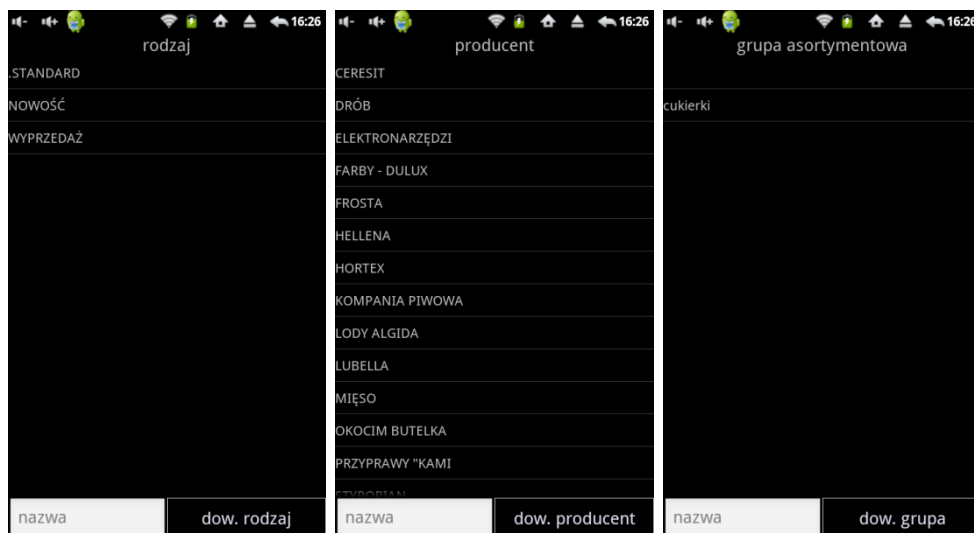 16:26
rodzaj
.STANDARD
NOWOŚĆ
WYPRZEDAŻ
nazwa
dow. rodzaj
16:26
producent
CERESIT
DRÓB
ELEKTRONARZĘDZI
FARBY - DULUX
FROSTA
HELLENA
HORTEX
KOMPANIA PIWOWA
LODY ALGIDA
LUBELLA
MIĘSO
OKOCIM BUTELKA
PRZYPRAWY "KAMI
nazwa
dow. producent
16:26
grupa asortymentowa
cukierki
nazwa
dow. grupa